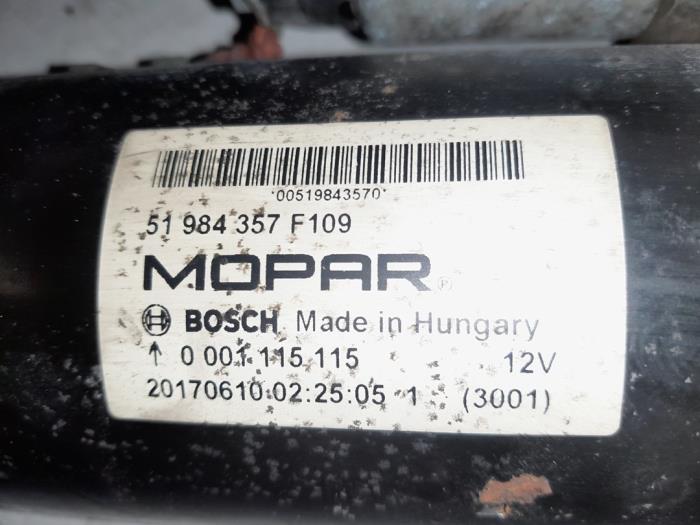 *00519843570*
51 984 357 F109
MOPAR®
BOSCH Made in Hungary
↑ 0 001 115 115 12V
20170610 02:25:05 1 (3001)